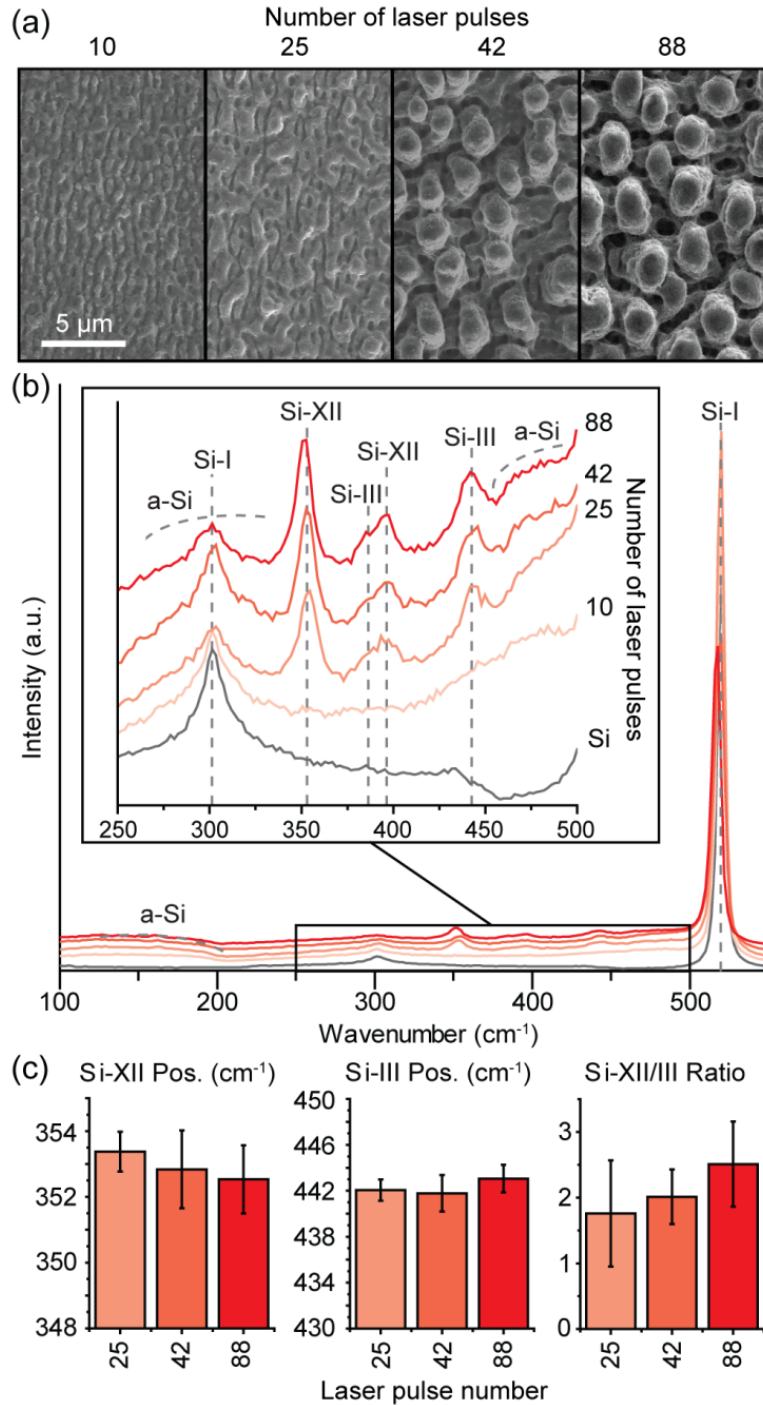 (a)
Number of laser pulses
10 25 42 88
5 µm
(b)
Si-I
a-Si
Si-XII
Si-III
Si-XII
Si-III
a-Si
88
42
25
10
Si
Number of laser pulses
250 300 350 400 450 500
Si-I
Intensity (a.u.)
a-Si
100 200 300 400 500
Wavenumber (cm⁻¹)
(c)
Si-XII Pos. (cm⁻¹) Si-III Pos. (cm⁻¹) Si-XII/III Ratio
354
352
350
348
25 42 88
450
446
442
438
434
430
25 42 88
3
2
1
0
25 42 88
Laser pulse number